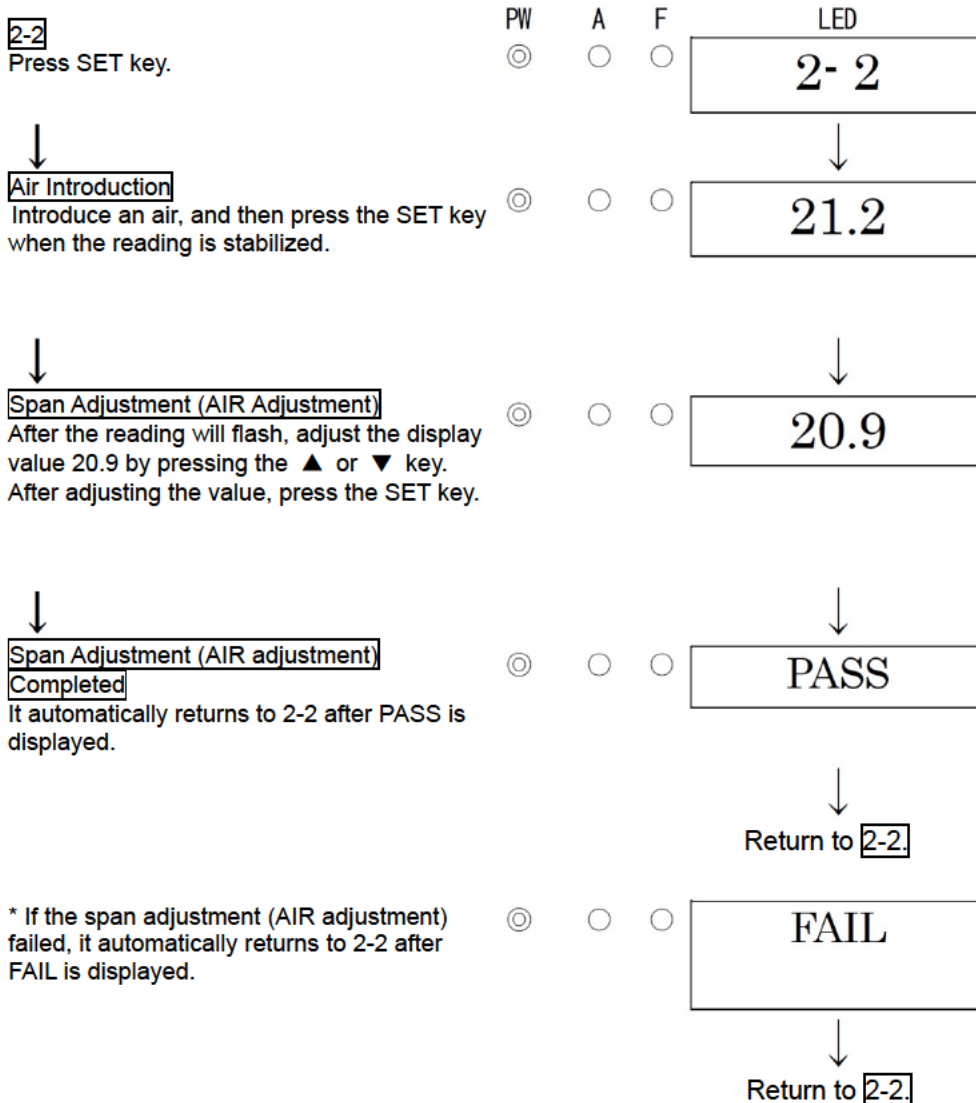 PW A F LED
2-2
Press SET key.
2- 2
Air Introduction
Introduce an air, and then press the SET key
when the reading is stabilized.
21.2
Span Adjustment (AIR Adjustment)
After the reading will flash, adjust the display
value 20.9 by pressing the ▲ or ▼ key.
After adjusting the value, press the SET key.
20.9
Span Adjustment (AIR adjustment)
Completed
It automatically returns to 2-2 after PASS is
displayed.
PASS
Return to 2-2.
* If the span adjustment (AIR adjustment)
failed, it automatically returns to 2-2 after
FAIL is displayed.
FAIL
Return to 2-2.